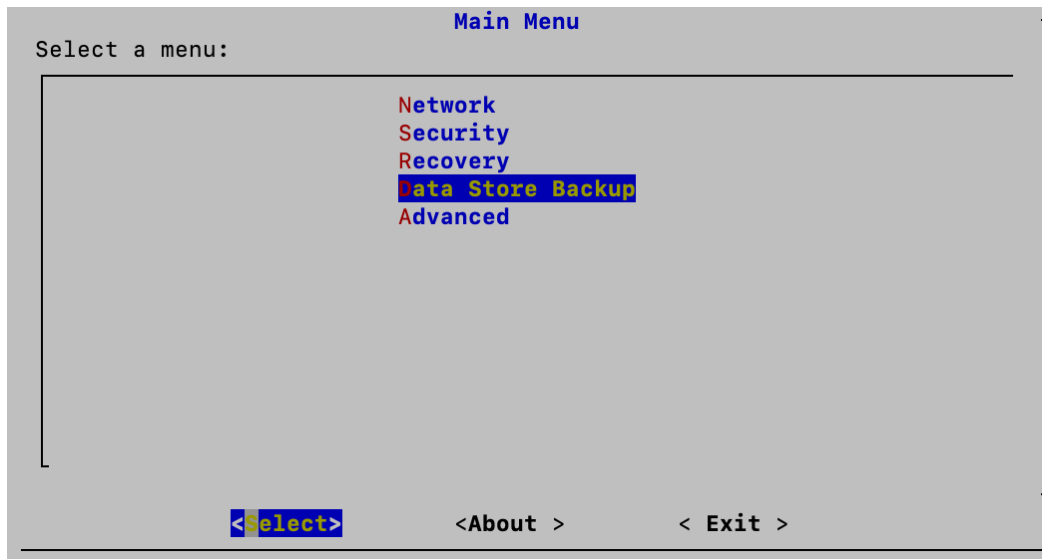 Main Menu
Select a menu:
Network
Security
Recovery
Data Store Backup
Advanced
<Select> <About > < Exit >